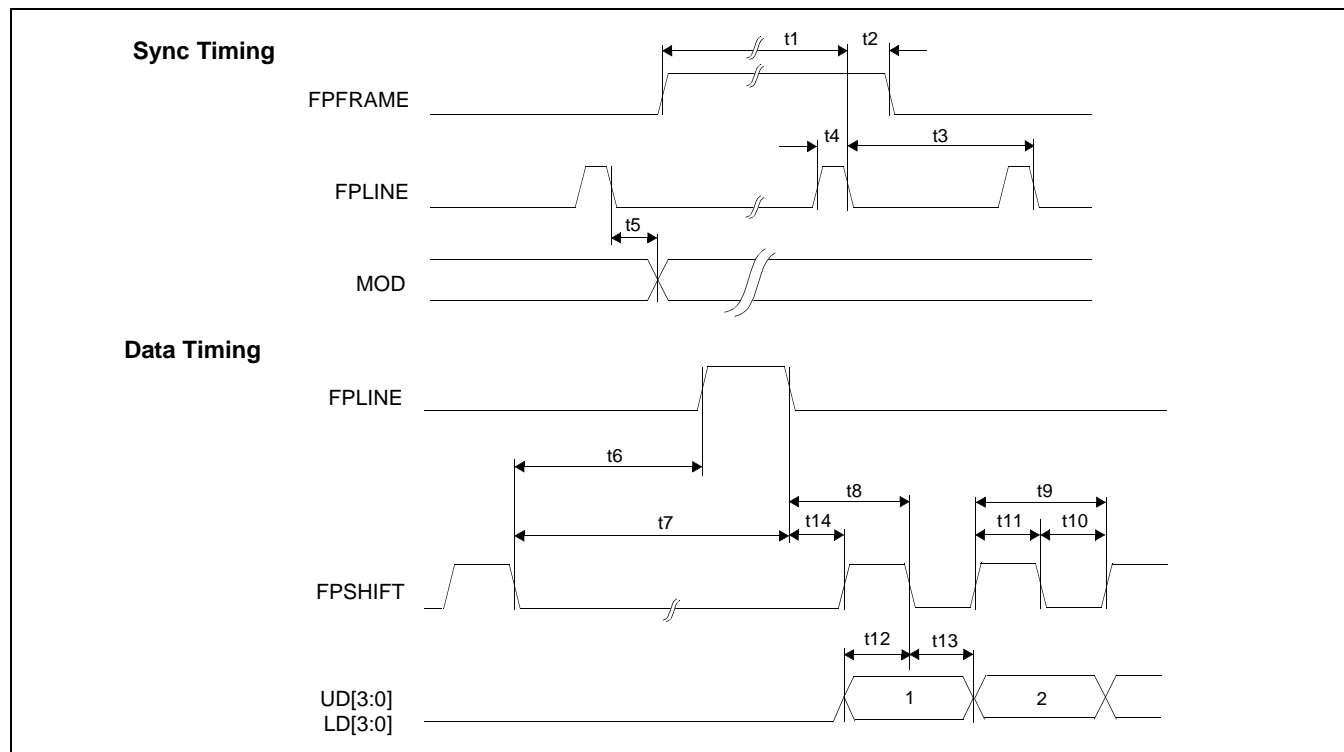 Sync Timing
t1
t2
FPFRAME
t4
t3
FPLINE
t5
MOD
Data Timing
FPLINE
t6
t8
t9
t7
t14
t11
t10
FPSHIFT
t12
t13
UD[3:0]
LD[3:0]
1
2